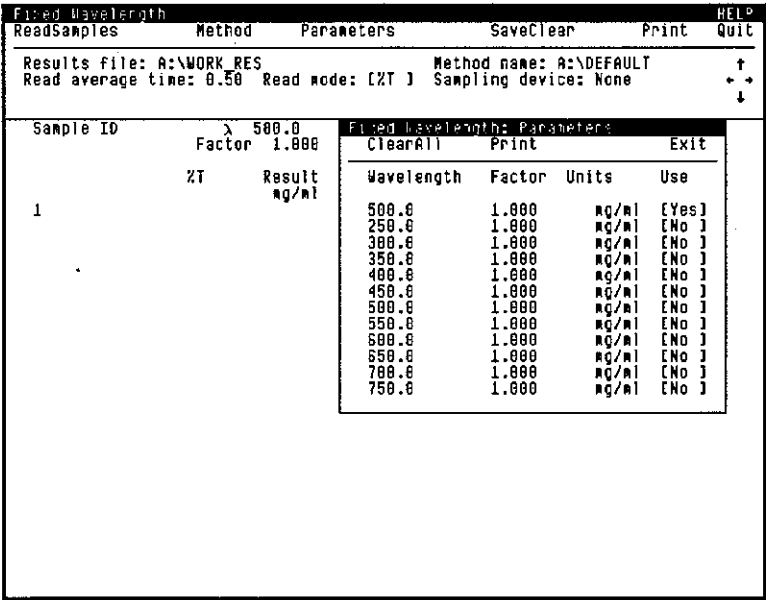 Fixed Wavelength HELP
ReadSamples Method Parameters SaveClear Print Quit
Results file: A:\WORK_RES Method name: A:\DEFAULT ↑
Read average time: 0.50 Read mode: [%T ] Sampling device: None ← →
↓
Sample ID λ 500.0
Factor 1.000
%T Result
mg/ml
1
Fixed Wavelength: Parameters
ClearAll Print Exit
Wavelength Factor Units Use
500.0 1.000 mg/ml [Yes]
250.0 1.000 mg/ml [No ]
300.0 1.000 mg/ml [No ]
350.0 1.000 mg/ml [No ]
400.0 1.000 mg/ml [No ]
450.0 1.000 mg/ml [No ]
500.0 1.000 mg/ml [No ]
550.0 1.000 mg/ml [No ]
600.0 1.000 mg/ml [No ]
650.0 1.000 mg/ml [No ]
700.0 1.000 mg/ml [No ]
750.0 1.000 mg/ml [No ]